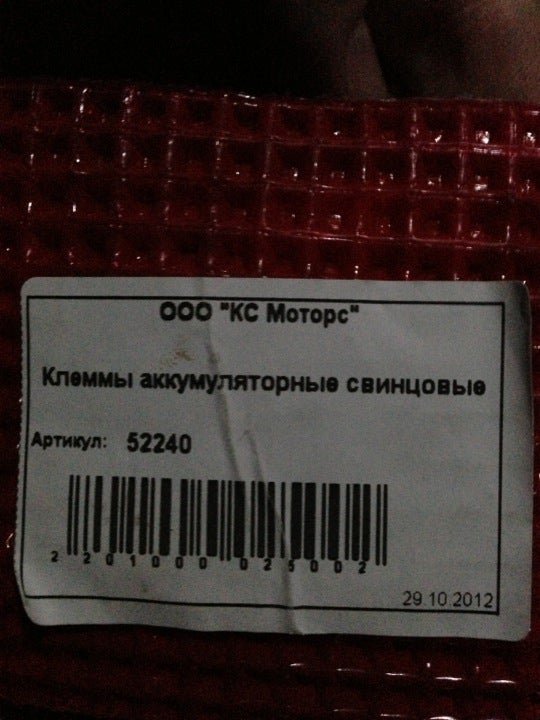 ООО "КС Моторс"
Клеммы аккумуляторные свинцовые
Артикул: 52240
2 201000 025002
29.10.2012